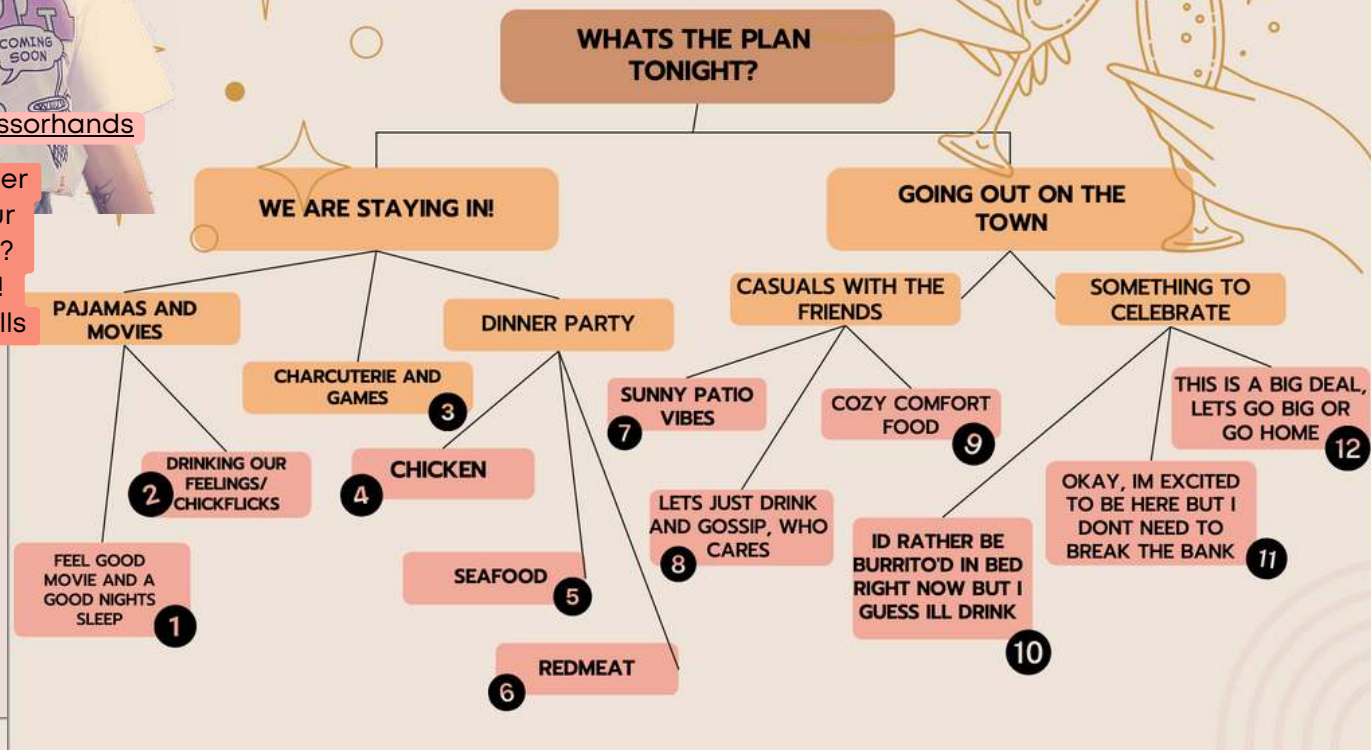 COMING
SOON
WHATS THE PLAN
TONIGHT?
ssorhands
er
ur
?
!
lls
WE ARE STAYING IN!
GOING OUT ON THE
TOWN
PAJAMAS AND
MOVIES
CHARCUTERIE AND
GAMES
3
DINNER PARTY
CASUALS WITH THE
FRIENDS
SOMETHING TO
CELEBRATE
DRINKING OUR
FEELINGS/
CHICKFLICKS
2
FEEL GOOD
MOVIE AND A
GOOD NIGHTS
SLEEP
1
CHICKEN
4
SEAFOOD
5
REDMEAT
6
SUNNY PATIO
VIBES
7
LETS JUST DRINK
AND GOSSIP, WHO
CARES
8
COZY COMFORT
FOOD
9
ID RATHER BE
BURRITO'D IN BED
RIGHT NOW BUT I
GUESS ILL DRINK
10
OKAY, IM EXCITED
TO BE HERE BUT I
DONT NEED TO
BREAK THE BANK
11
THIS IS A BIG DEAL,
LETS GO BIG OR
GO HOME
12